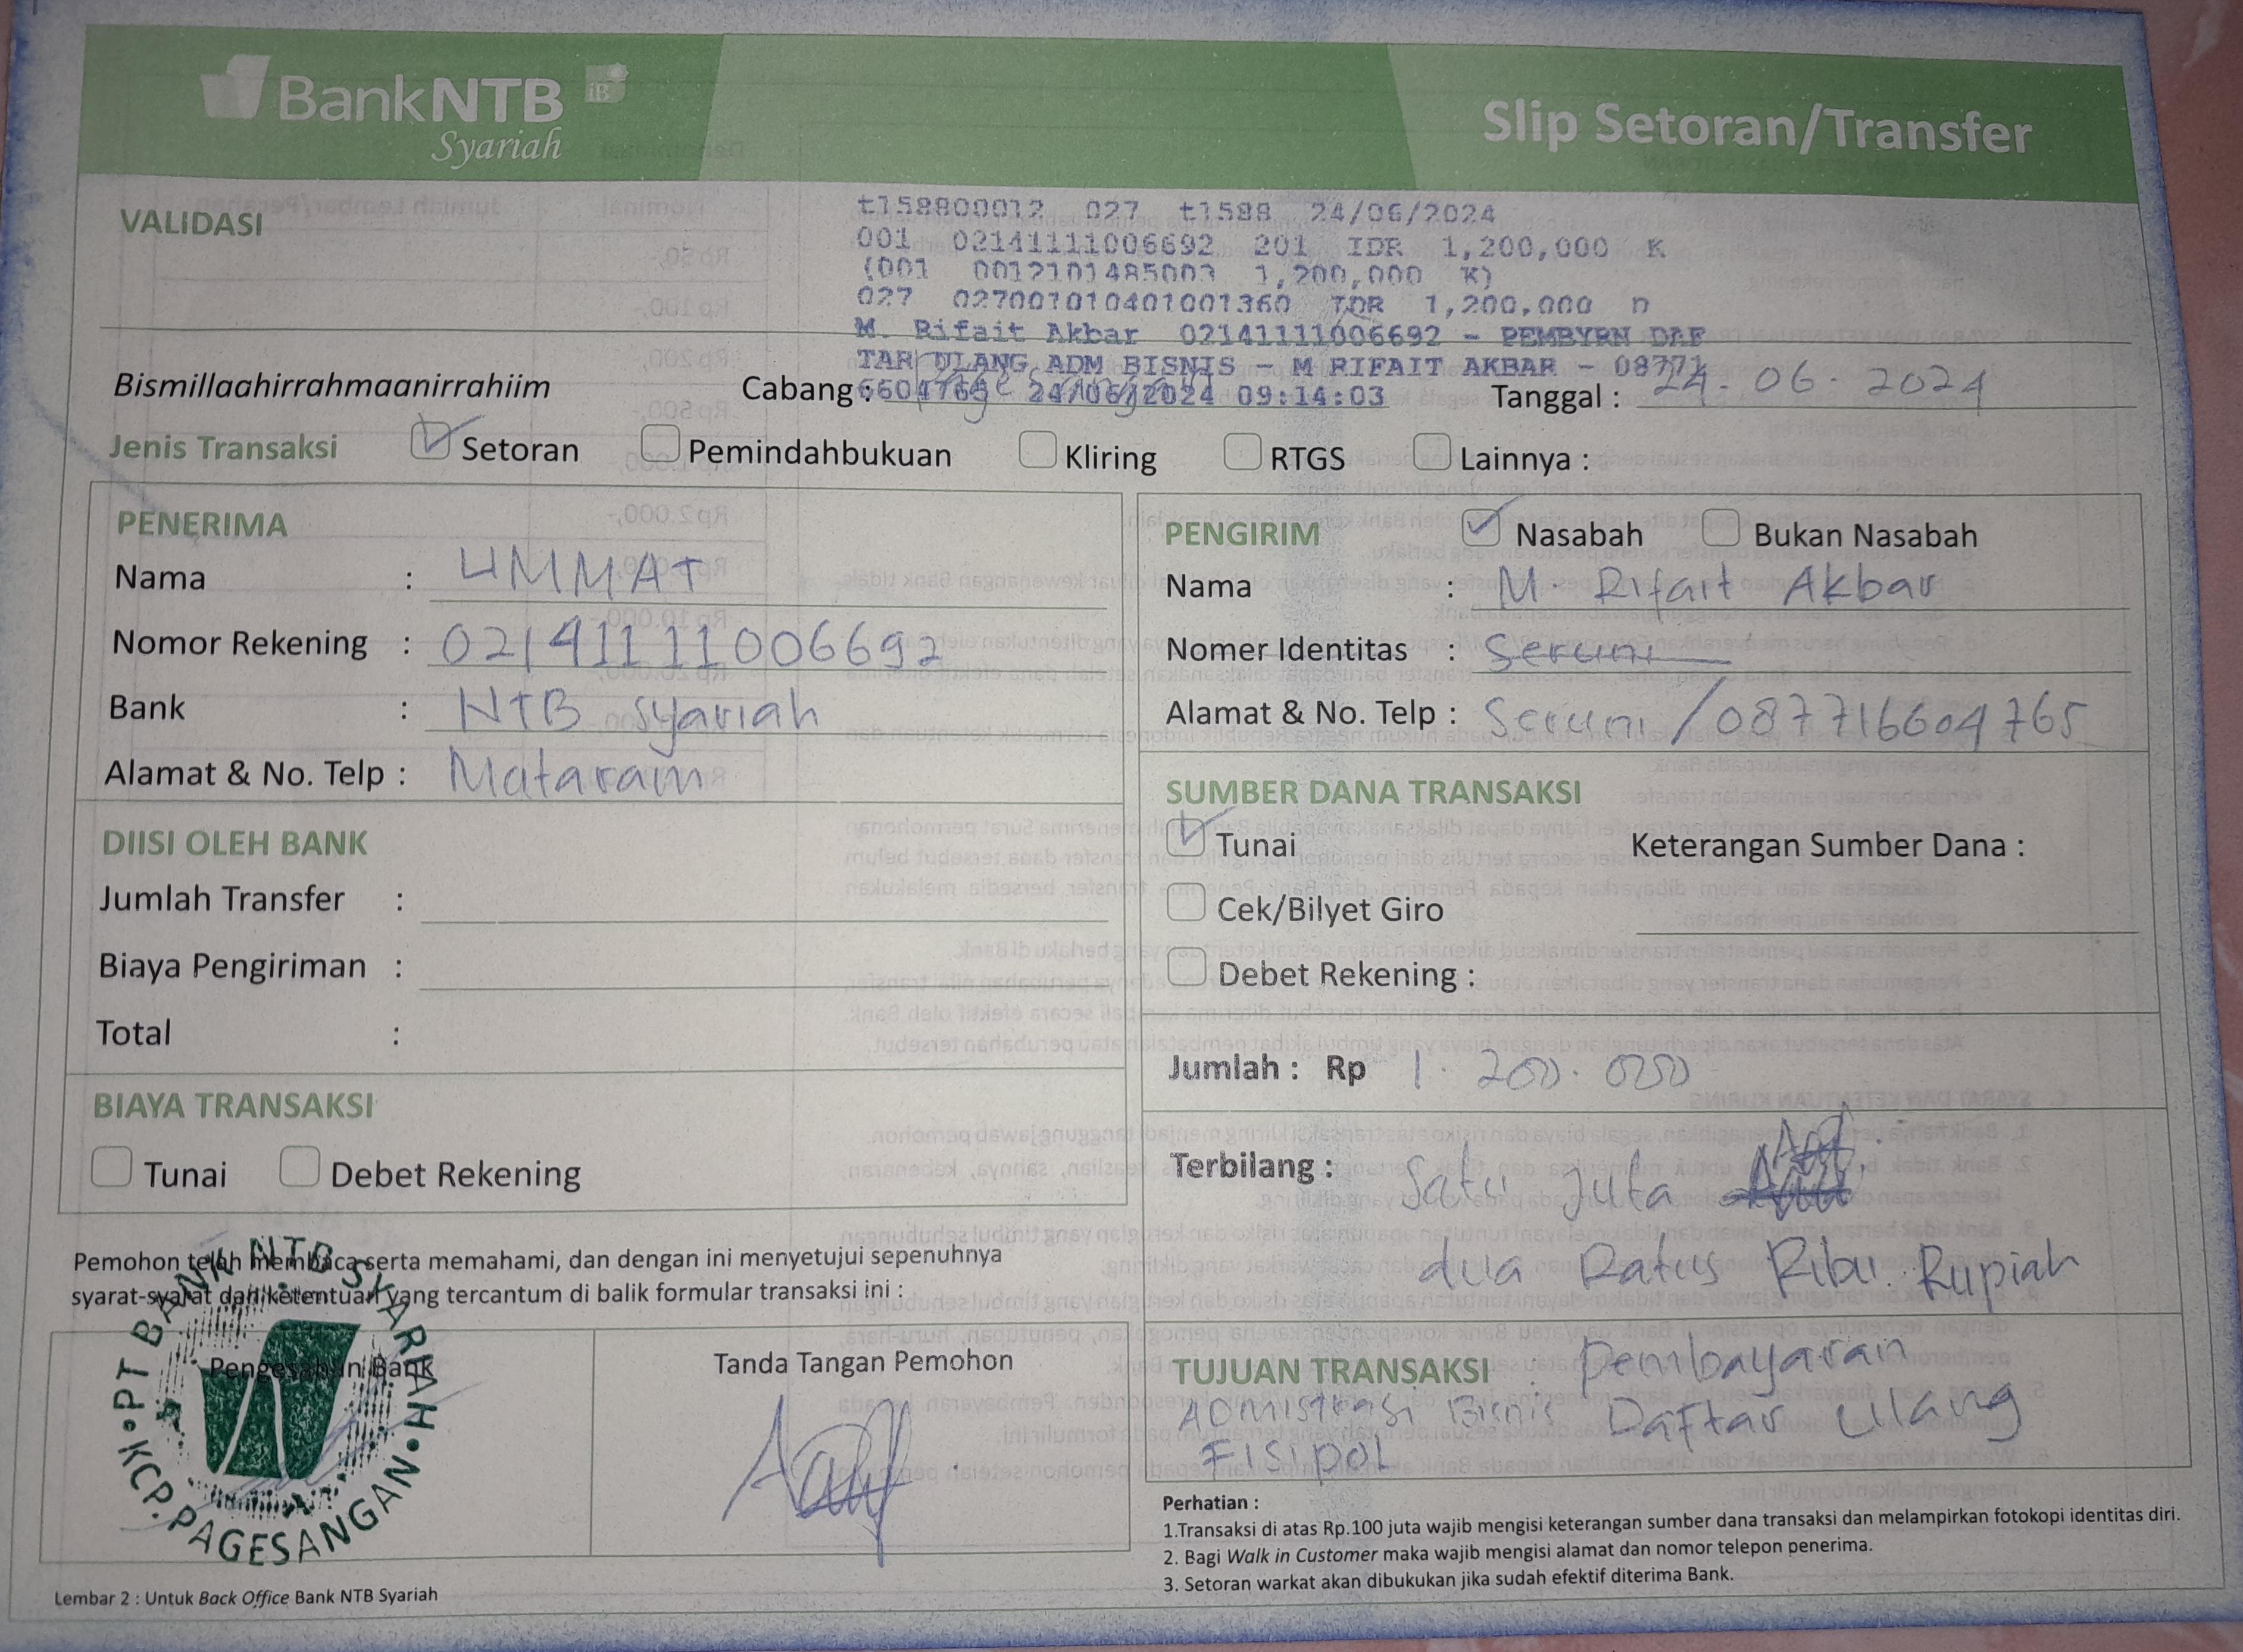 BankNTB iB
Syariah
Slip Setoran/Transfer
VALIDASI
t158800012 027 t1588 24/06/2024
001 02141111006692 201 IDR 1,200,000 K
(001 0012101485003 1,200,000 K)
027 027001010401001360 IDR 1,200,000 D
M. Rifait Akbar 02141111006692 - PEMBYRN DAF
TAR ULANG ADM BISNIS - M RIFAIT AKBAR - 08771
6604765 24/06/2024 09:14:03
Bismillaahirrahmaanirrahiim
Cabang :
Tanggal : 24-06-2024
Jenis Transaksi Setoran Pemindahbukuan Kliring RTGS Lainnya :
PENERIMA
Nama : UMMAT
Nomor Rekening : 02141111006692
Bank : NTB Syariah
Alamat & No. Telp : Mataram
DIISI OLEH BANK
Jumlah Transfer :
Biaya Pengiriman :
Total :
BIAYA TRANSAKSI
Tunai Debet Rekening
PENGIRIM Nasabah Bukan Nasabah
Nama : M. Rifait Akbar
Nomer Identitas : Seruni
Alamat & No. Telp : Seruni / 087716604765
SUMBER DANA TRANSAKSI
Tunai Keterangan Sumber Dana :
Cek/Bilyet Giro
Debet Rekening :
Jumlah : Rp 1.200.000
Terbilang : Satu Juta
dua Ratus Ribu Rupiah
TUJUAN TRANSAKSI : Pembayaran
ADMistrasi Bisnis Daftar Ulang
FISIPOL
Pemohon telah membaca serta memahami, dan dengan ini menyetujui sepenuhnya
syarat-syarat dan ketentuan yang tercantum di balik formular transaksi ini :
Pengesahan Bank
PT BANK NTB SYARIAH
KCP. PAGESANGAN
Tanda Tangan Pemohon
Perhatian :
1.Transaksi di atas Rp.100 juta wajib mengisi keterangan sumber dana transaksi dan melampirkan fotokopi identitas diri.
2. Bagi Walk in Customer maka wajib mengisi alamat dan nomor telepon penerima.
3. Setoran warkat akan dibukukan jika sudah efektif diterima Bank.
Lembar 2 : Untuk Back Office Bank NTB Syariah